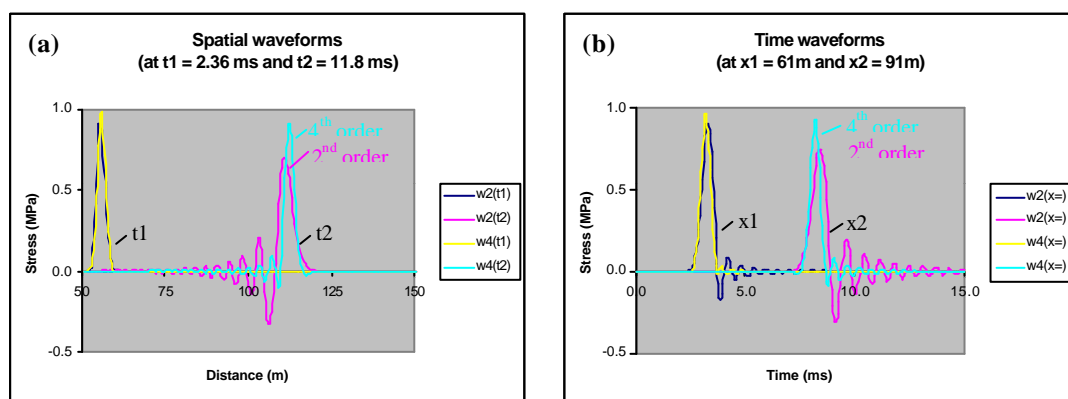 (a)
Spatial waveforms
(at t1 = 2.36 ms and t2 = 11.8 ms)
Stress (MPa)
1.0
0.5
0.0
-0.5
50
75
100
125
150
Distance (m)
4th order
2nd order
t1
t2
w2(t1)
w2(t2)
w4(t1)
w4(t2)
(b)
Time waveforms
(at x1 = 61m and x2 = 91m)
Stress (MPa)
1.0
0.5
0.0
-0.5
0.0
5.0
10.0
15.0
Time (ms)
4th order
2nd order
x1
x2
w2(x=)
w2(x=)
w4(x=)
w4(x=)